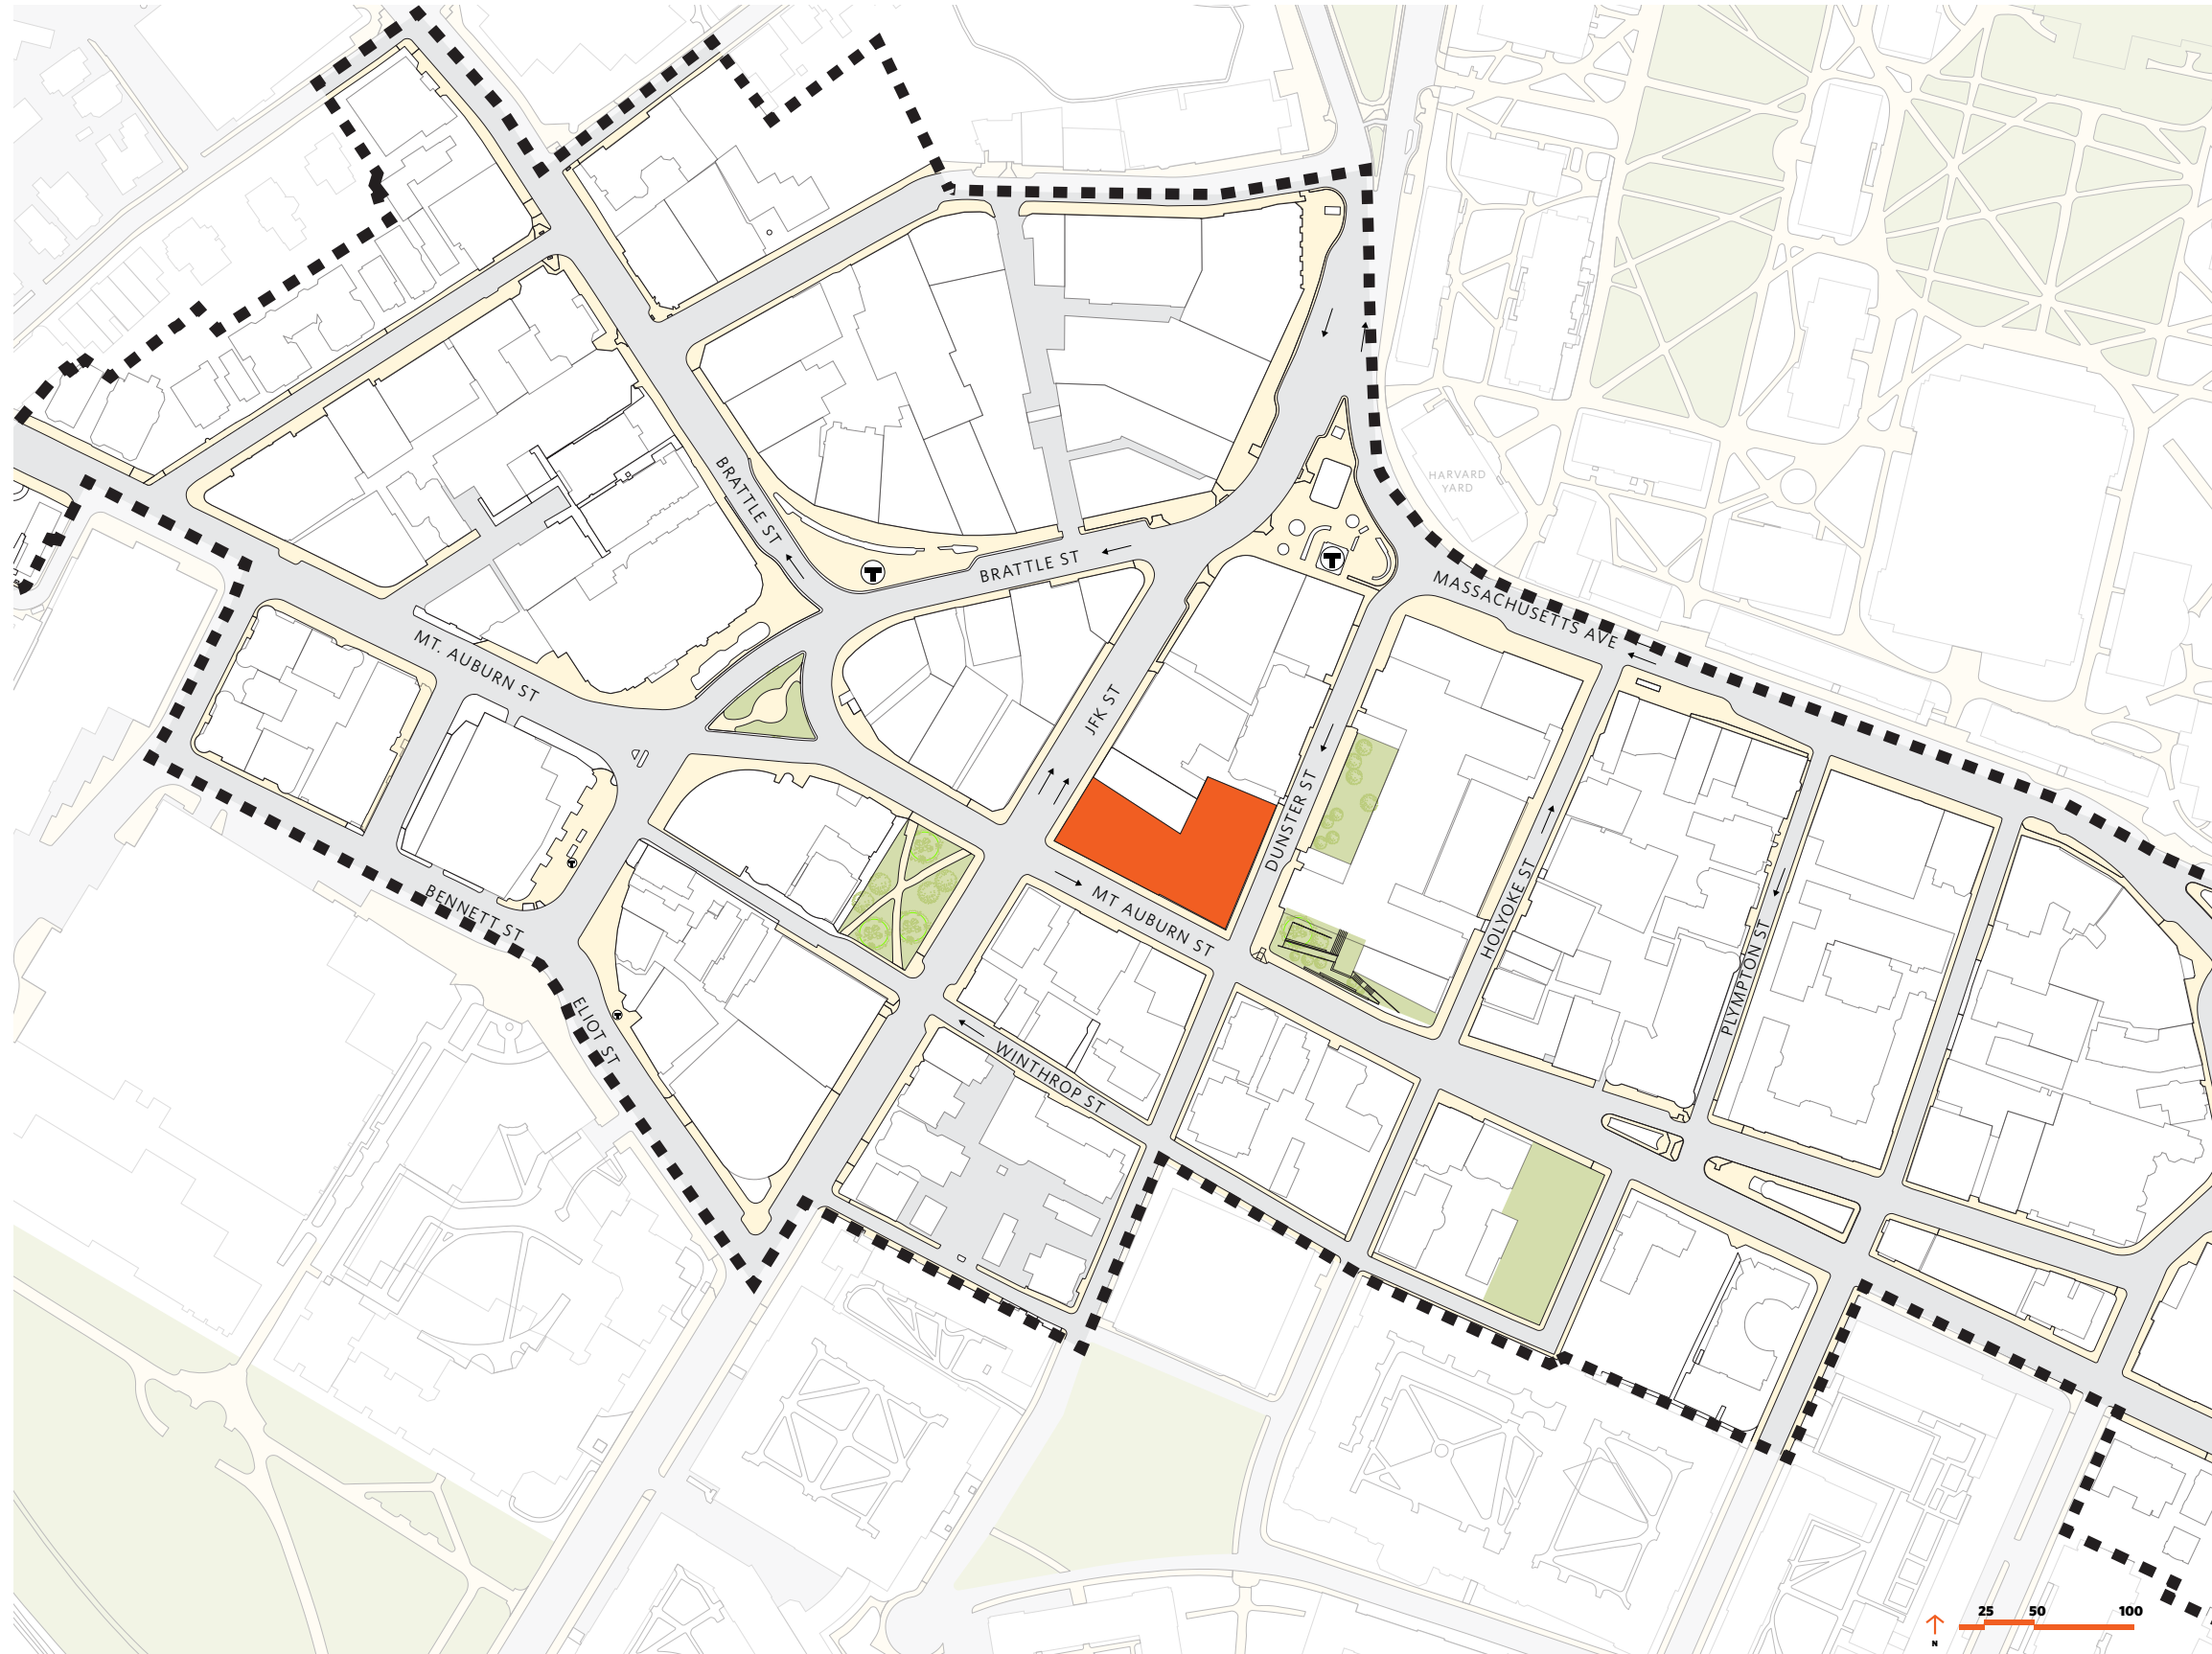 HARVARD
YARD
BRATTLE ST
BRATTLE ST
MASSACHUSETTS AVE
MT. AUBURN ST
JFK ST
DUNSTER ST
HOLYOKE ST
PLYMPTON ST
MT AUBURN ST
BENNETT ST
ELIOT ST
WINTHROP ST
T
T
T
T
25 50 100
N